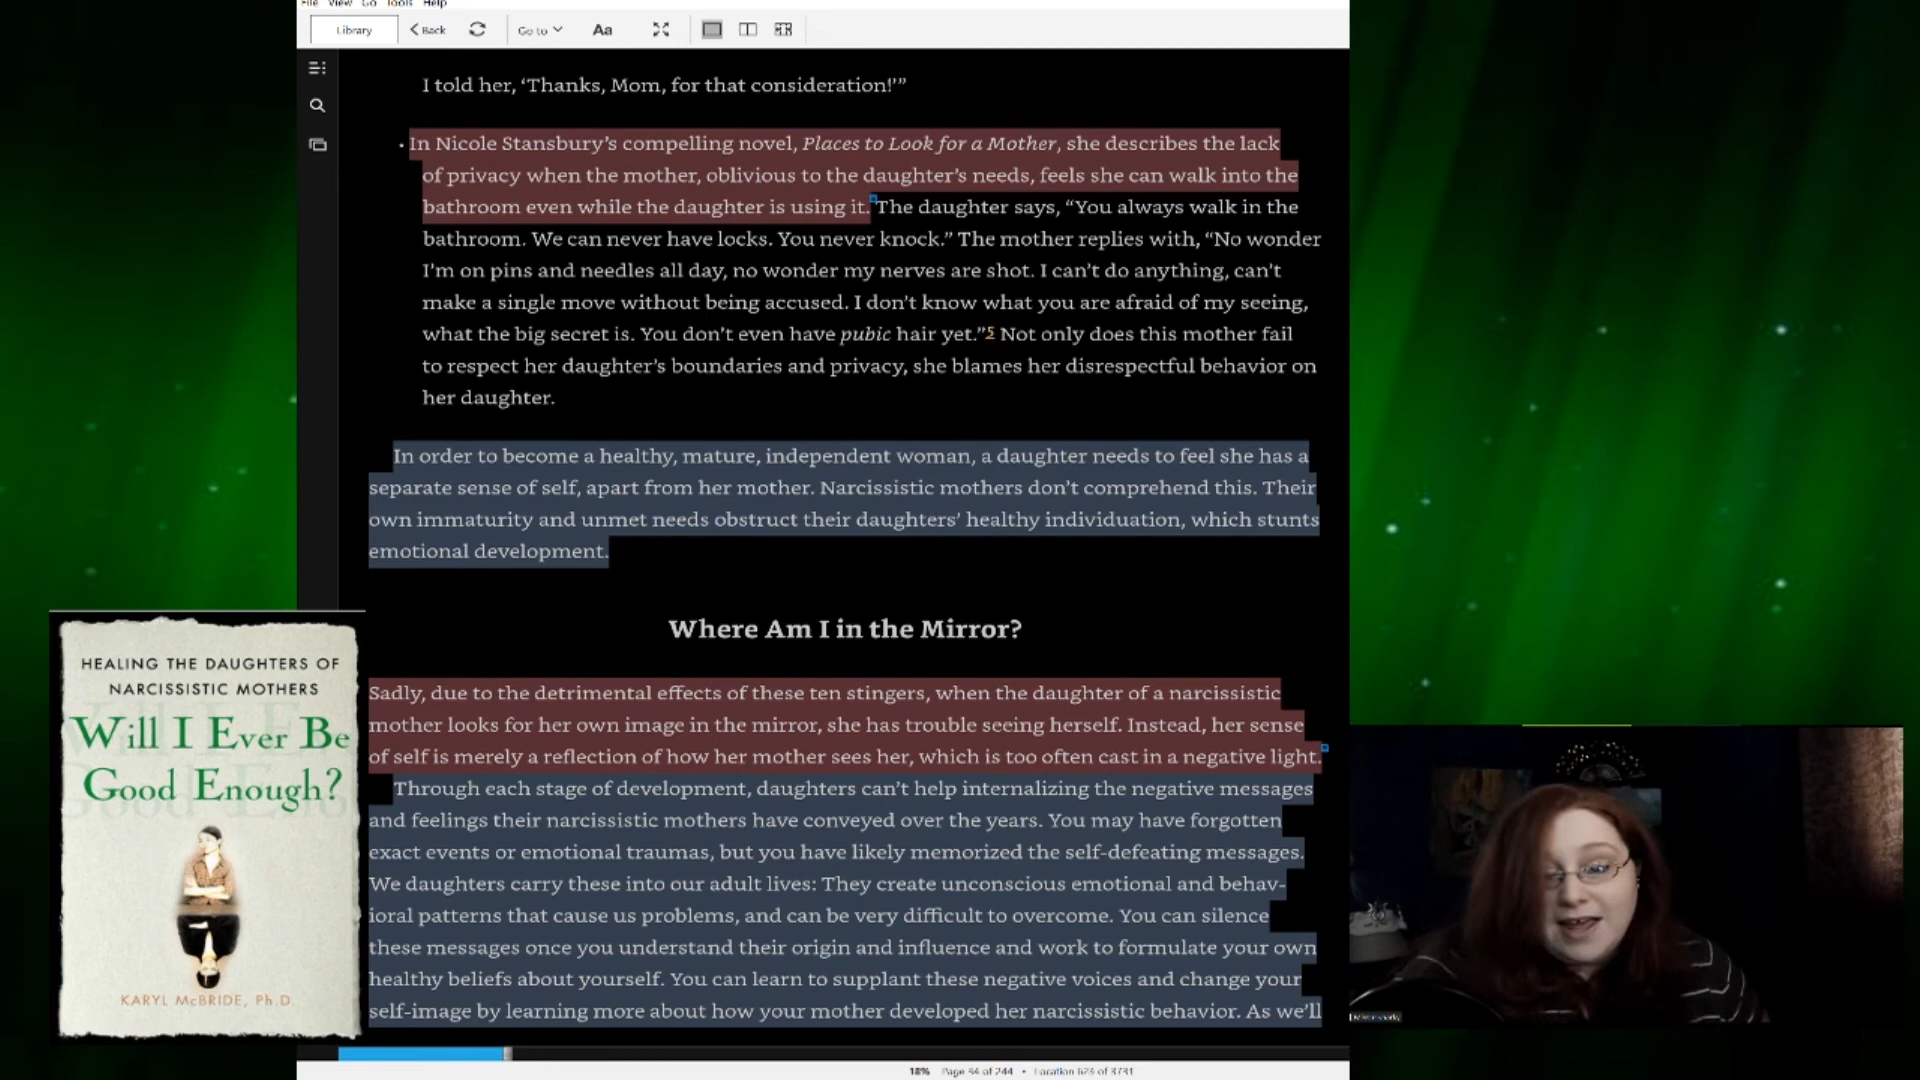 File View Go Tools Help
Library
Back
Go to
Aa
I told her, ‘Thanks, Mom, for that consideration!’”
• In Nicole Stansbury’s compelling novel, Places to Look for a Mother, she describes the lack
of privacy when the mother, oblivious to the daughter’s needs, feels she can walk into the
bathroom even while the daughter is using it. The daughter says, “You always walk in the
bathroom. We can never have locks. You never knock.” The mother replies with, “No wonder
I’m on pins and needles all day, no wonder my nerves are shot. I can’t do anything, can’t
make a single move without being accused. I don’t know what you are afraid of my seeing,
what the big secret is. You don’t even have pubic hair yet.”5 Not only does this mother fail
to respect her daughter’s boundaries and privacy, she blames her disrespectful behavior on
her daughter.
In order to become a healthy, mature, independent woman, a daughter needs to feel she has a
separate sense of self, apart from her mother. Narcissistic mothers don’t comprehend this. Their
own immaturity and unmet needs obstruct their daughters’ healthy individuation, which stunts
emotional development.
Where Am I in the Mirror?
Sadly, due to the detrimental effects of these ten stingers, when the daughter of a narcissistic
mother looks for her own image in the mirror, she has trouble seeing herself. Instead, her sense
of self is merely a reflection of how her mother sees her, which is too often cast in a negative light.
Through each stage of development, daughters can’t help internalizing the negative messages
and feelings their narcissistic mothers have conveyed over the years. You may have forgotten
exact events or emotional traumas, but you have likely memorized the self-defeating messages.
We daughters carry these into our adult lives: They create unconscious emotional and behav-
ioral patterns that cause us problems, and can be very difficult to overcome. You can silence
these messages once you understand their origin and influence and work to formulate your own
healthy beliefs about yourself. You can learn to supplant these negative voices and change your
self-image by learning more about how your mother developed her narcissistic behavior. As we’ll
18% Page 34 of 244 • Location 623 of 3731
HEALING THE DAUGHTERS OF
NARCISSISTIC MOTHERS
Will I Ever Be
Good Enough?
KARYL McBRIDE, Ph.D.